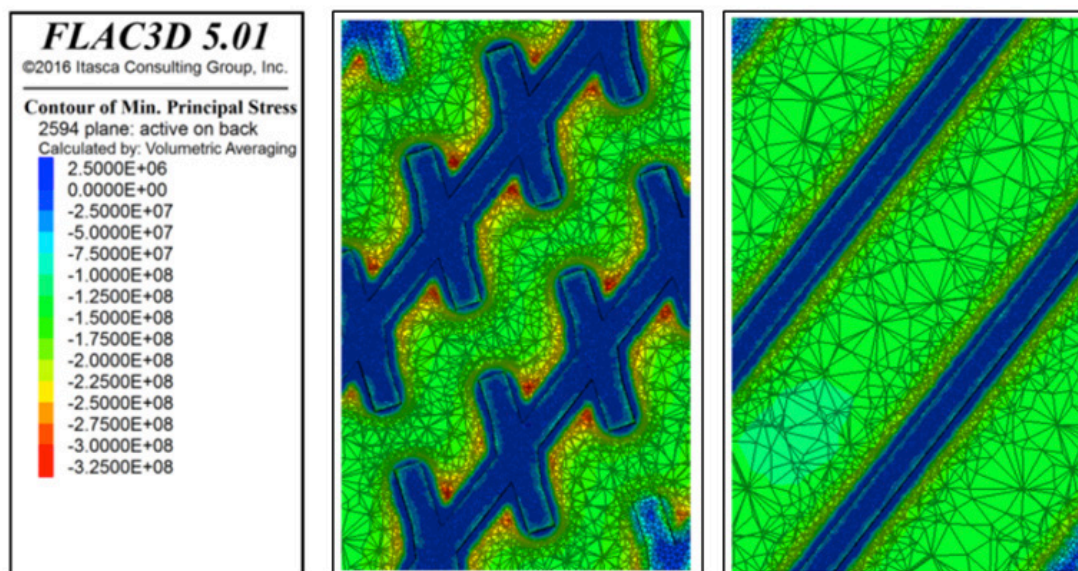 FLAC3D 5.01
©2016 Itasca Consulting Group, Inc.
Contour of Min. Principal Stress
2594 plane: active on back
Calculated by: Volumetric Averaging
2.5000E+06
0.0000E+00
-2.5000E+07
-5.0000E+07
-7.5000E+07
-1.0000E+08
-1.2500E+08
-1.5000E+08
-1.7500E+08
-2.0000E+08
-2.2500E+08
-2.5000E+08
-2.7500E+08
-3.0000E+08
-3.2500E+08